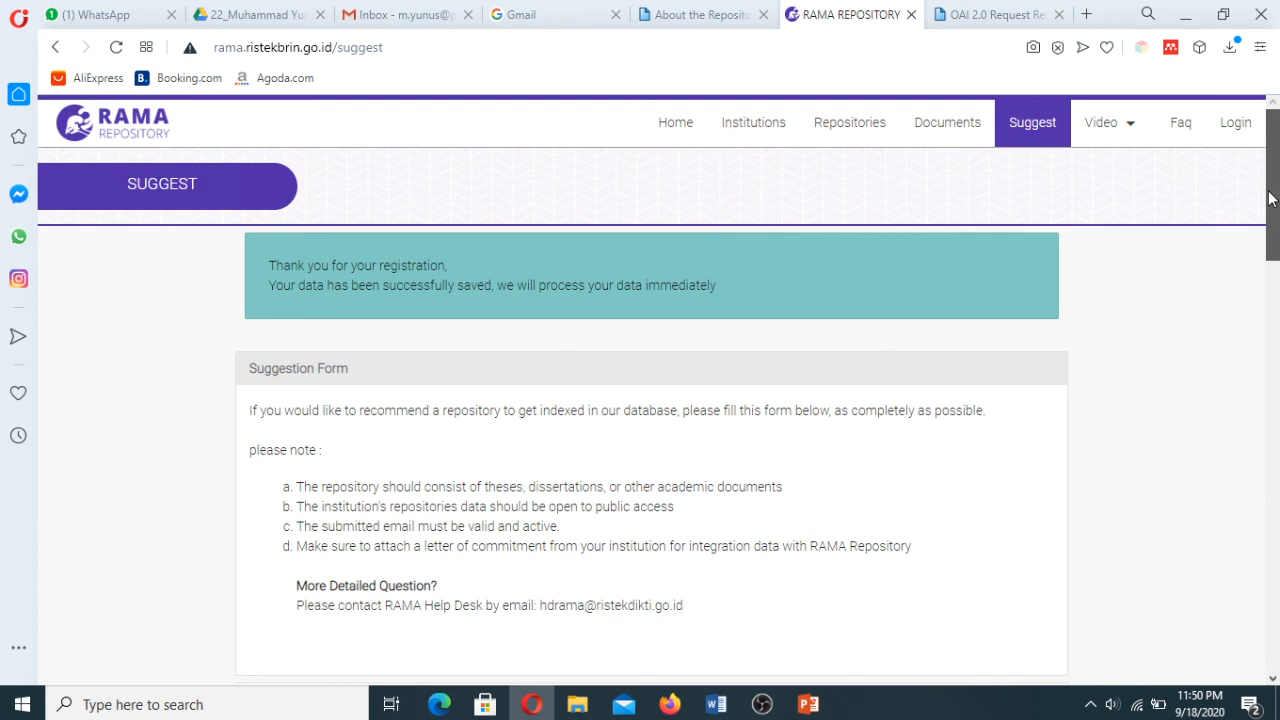 (1) WhatsApp
22_Muhammad Yun
Inbox - m.yunus@p
Gmail
About the Reposito
RAMA REPOSITORY
OAI 2.0 Request Re
rama.ristekbrin.go.id/suggest
AliExpress
Booking.com
Agoda.com
RAMA
REPOSITORY
Home
Institutions
Repositories
Documents
Suggest
Video
Faq
Login
SUGGEST
Thank you for your registration,
Your data has been successfully saved, we will process your data immediately
Suggestion Form
If you would like to recommend a repository to get indexed in our database, please fill this form below, as completely as possible.
please note :
a. The repository should consist of theses, dissertations, or other academic documents
b. The institution's repositories data should be open to public access
c. The submitted email must be valid and active.
d. Make sure to attach a letter of commitment from your institution for integration data with RAMA Repository
More Detailed Question?
Please contact RAMA Help Desk by email: hdrama@ristekdikti.go.id
Type here to search
11:50 PM
9/18/2020
2